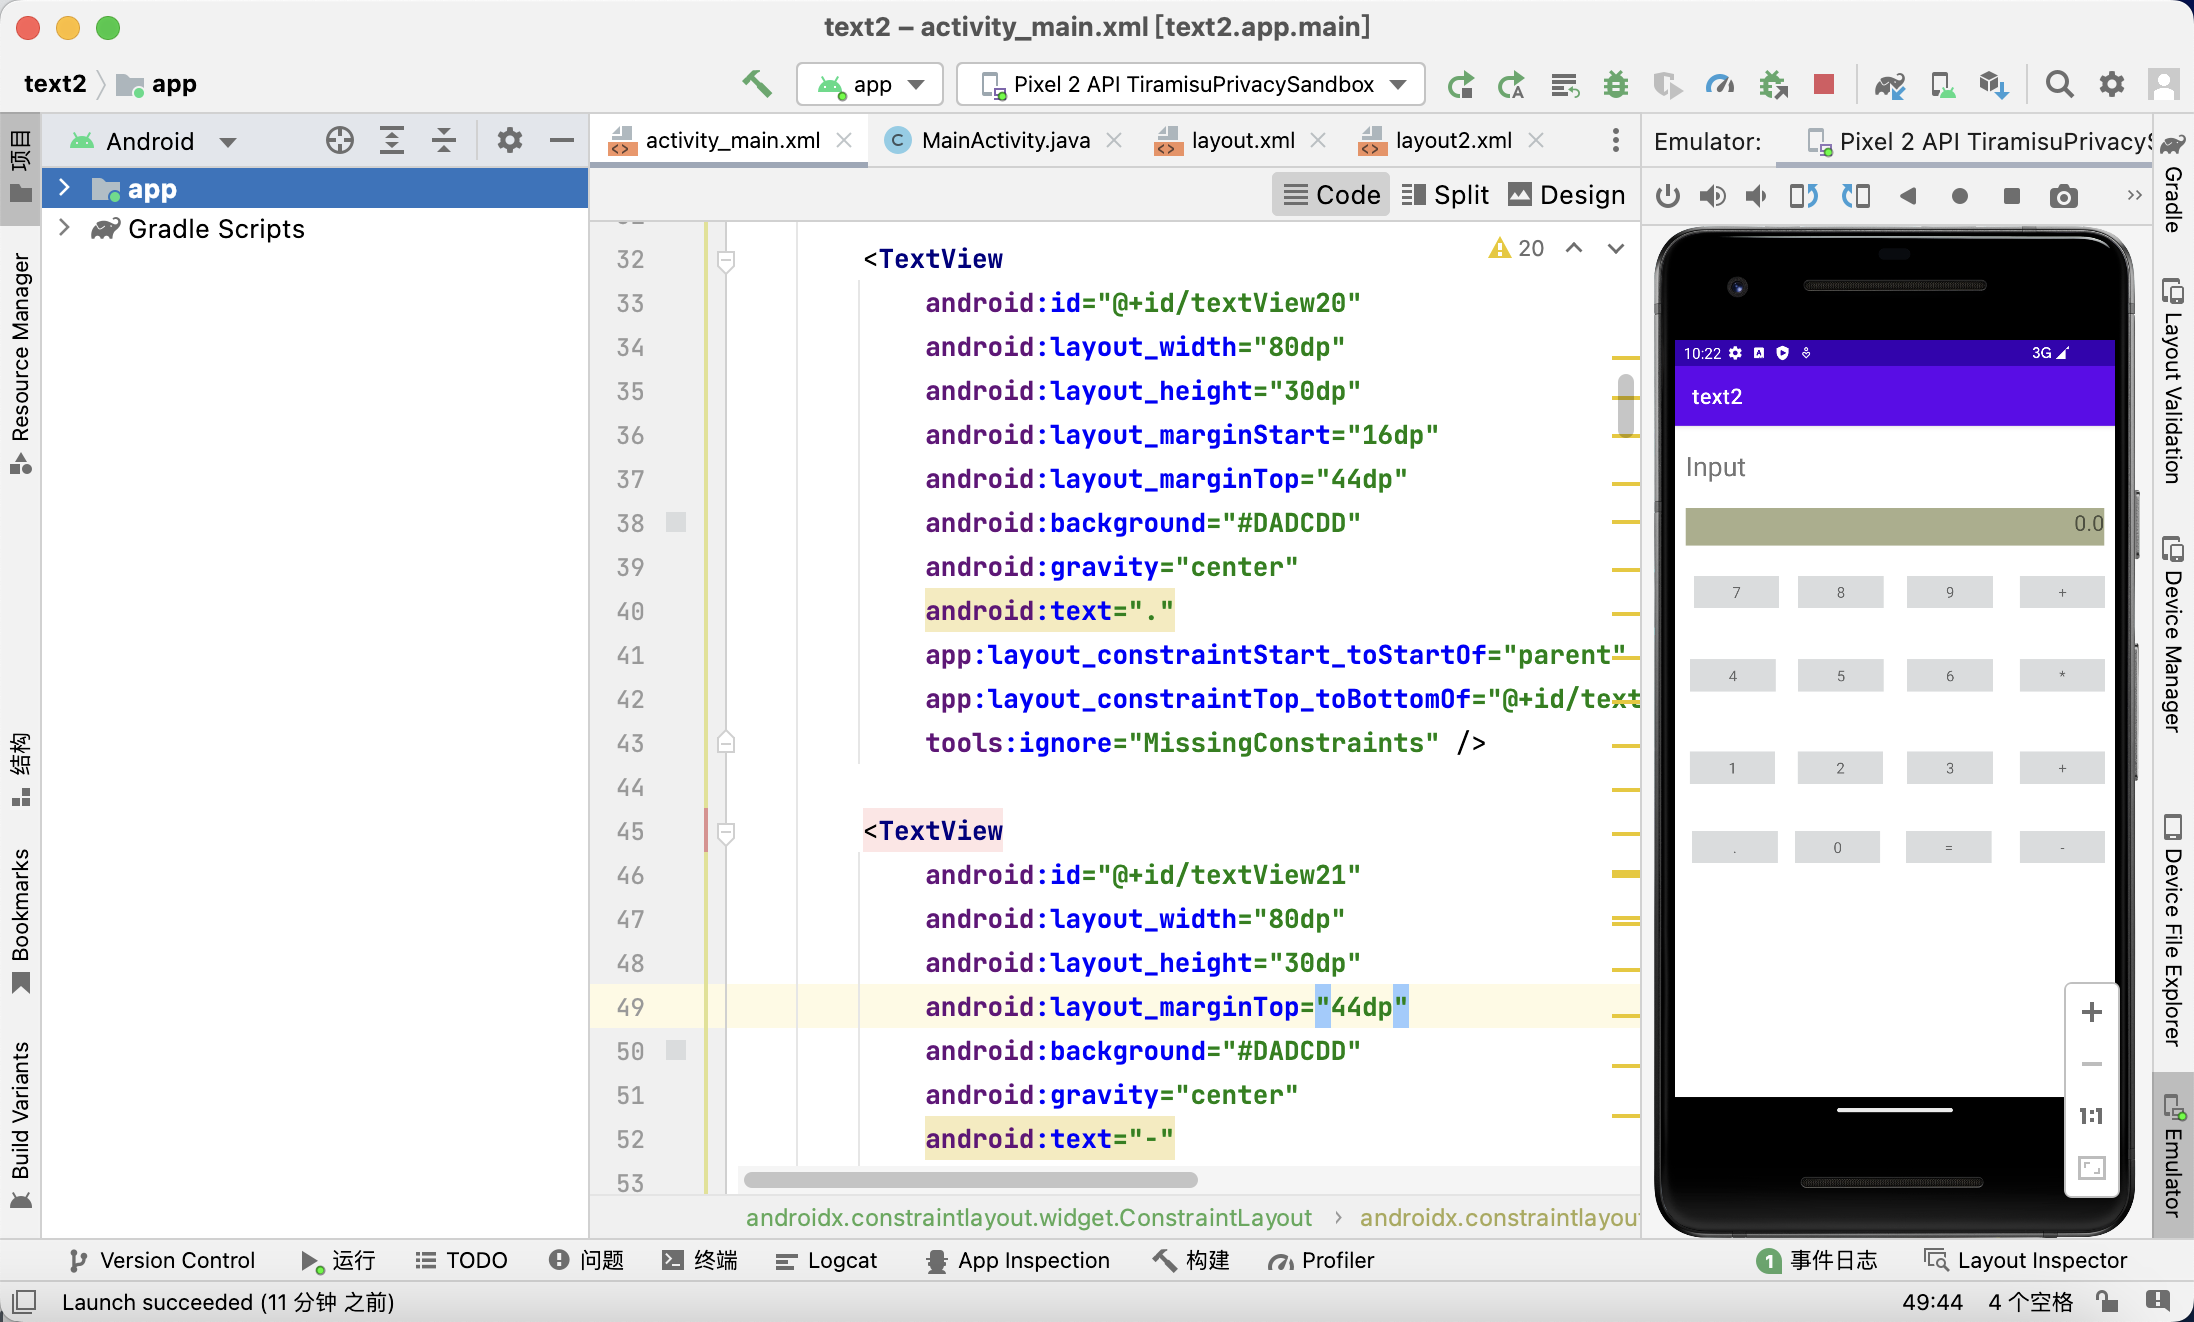 text2 – activity_main.xml [text2.app.main]
text2 app
app
Pixel 2 API TiramisuPrivacySandbox
Android
activity_main.xml
MainActivity.java
layout.xml
layout2.xml
Emulator:
Pixel 2 API TiramisuPrivacyS
app
Gradle Scripts
Code
Split
Design
20
32 <TextView
33 android:id="@+id/textView20"
34 android:layout_width="80dp"
35 android:layout_height="30dp"
36 android:layout_marginStart="16dp"
37 android:layout_marginTop="44dp"
38 android:background="#DADCDD"
39 android:gravity="center"
40 android:text="."
41 app:layout_constraintStart_toStartOf="parent"
42 app:layout_constraintTop_toBottomOf="@+id/text
43 tools:ignore="MissingConstraints" />
44
45 <TextView
46 android:id="@+id/textView21"
47 android:layout_width="80dp"
48 android:layout_height="30dp"
49 android:layout_marginTop="44dp"
50 android:background="#DADCDD"
51 android:gravity="center"
52 android:text="-"
53
androidx.constraintlayout.widget.ConstraintLayout › androidx.constraintlayou
10:22
3G
text2
Input
0.0
7 8 9 +
4 5 6 *
1 2 3 +
. 0 = -
1:1
项目
Resource Manager
结构
Bookmarks
Build Variants
Gradle
Layout Validation
Device Manager
Device File Explorer
Emulator
Version Control
运行
TODO
问题
终端
Logcat
App Inspection
构建
Profiler
1 事件日志
Layout Inspector
Launch succeeded (11 分钟 之前)
49:44
4 个空格